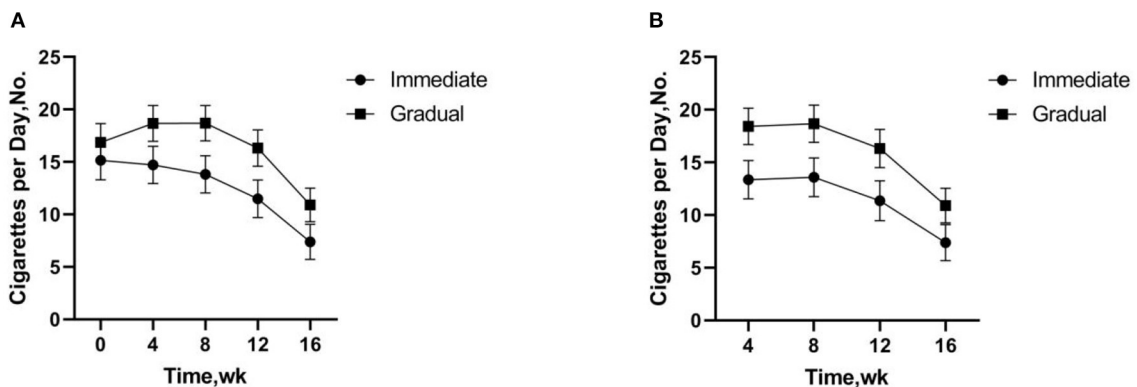 A
Cigarettes per Day,No.
25
20
15
10
5
0
0 4 8 12 16
Time,wk
Immediate
Gradual
B
Cigarettes per Day,No.
25
20
15
10
5
0
4 8 12 16
Time,wk
Immediate
Gradual